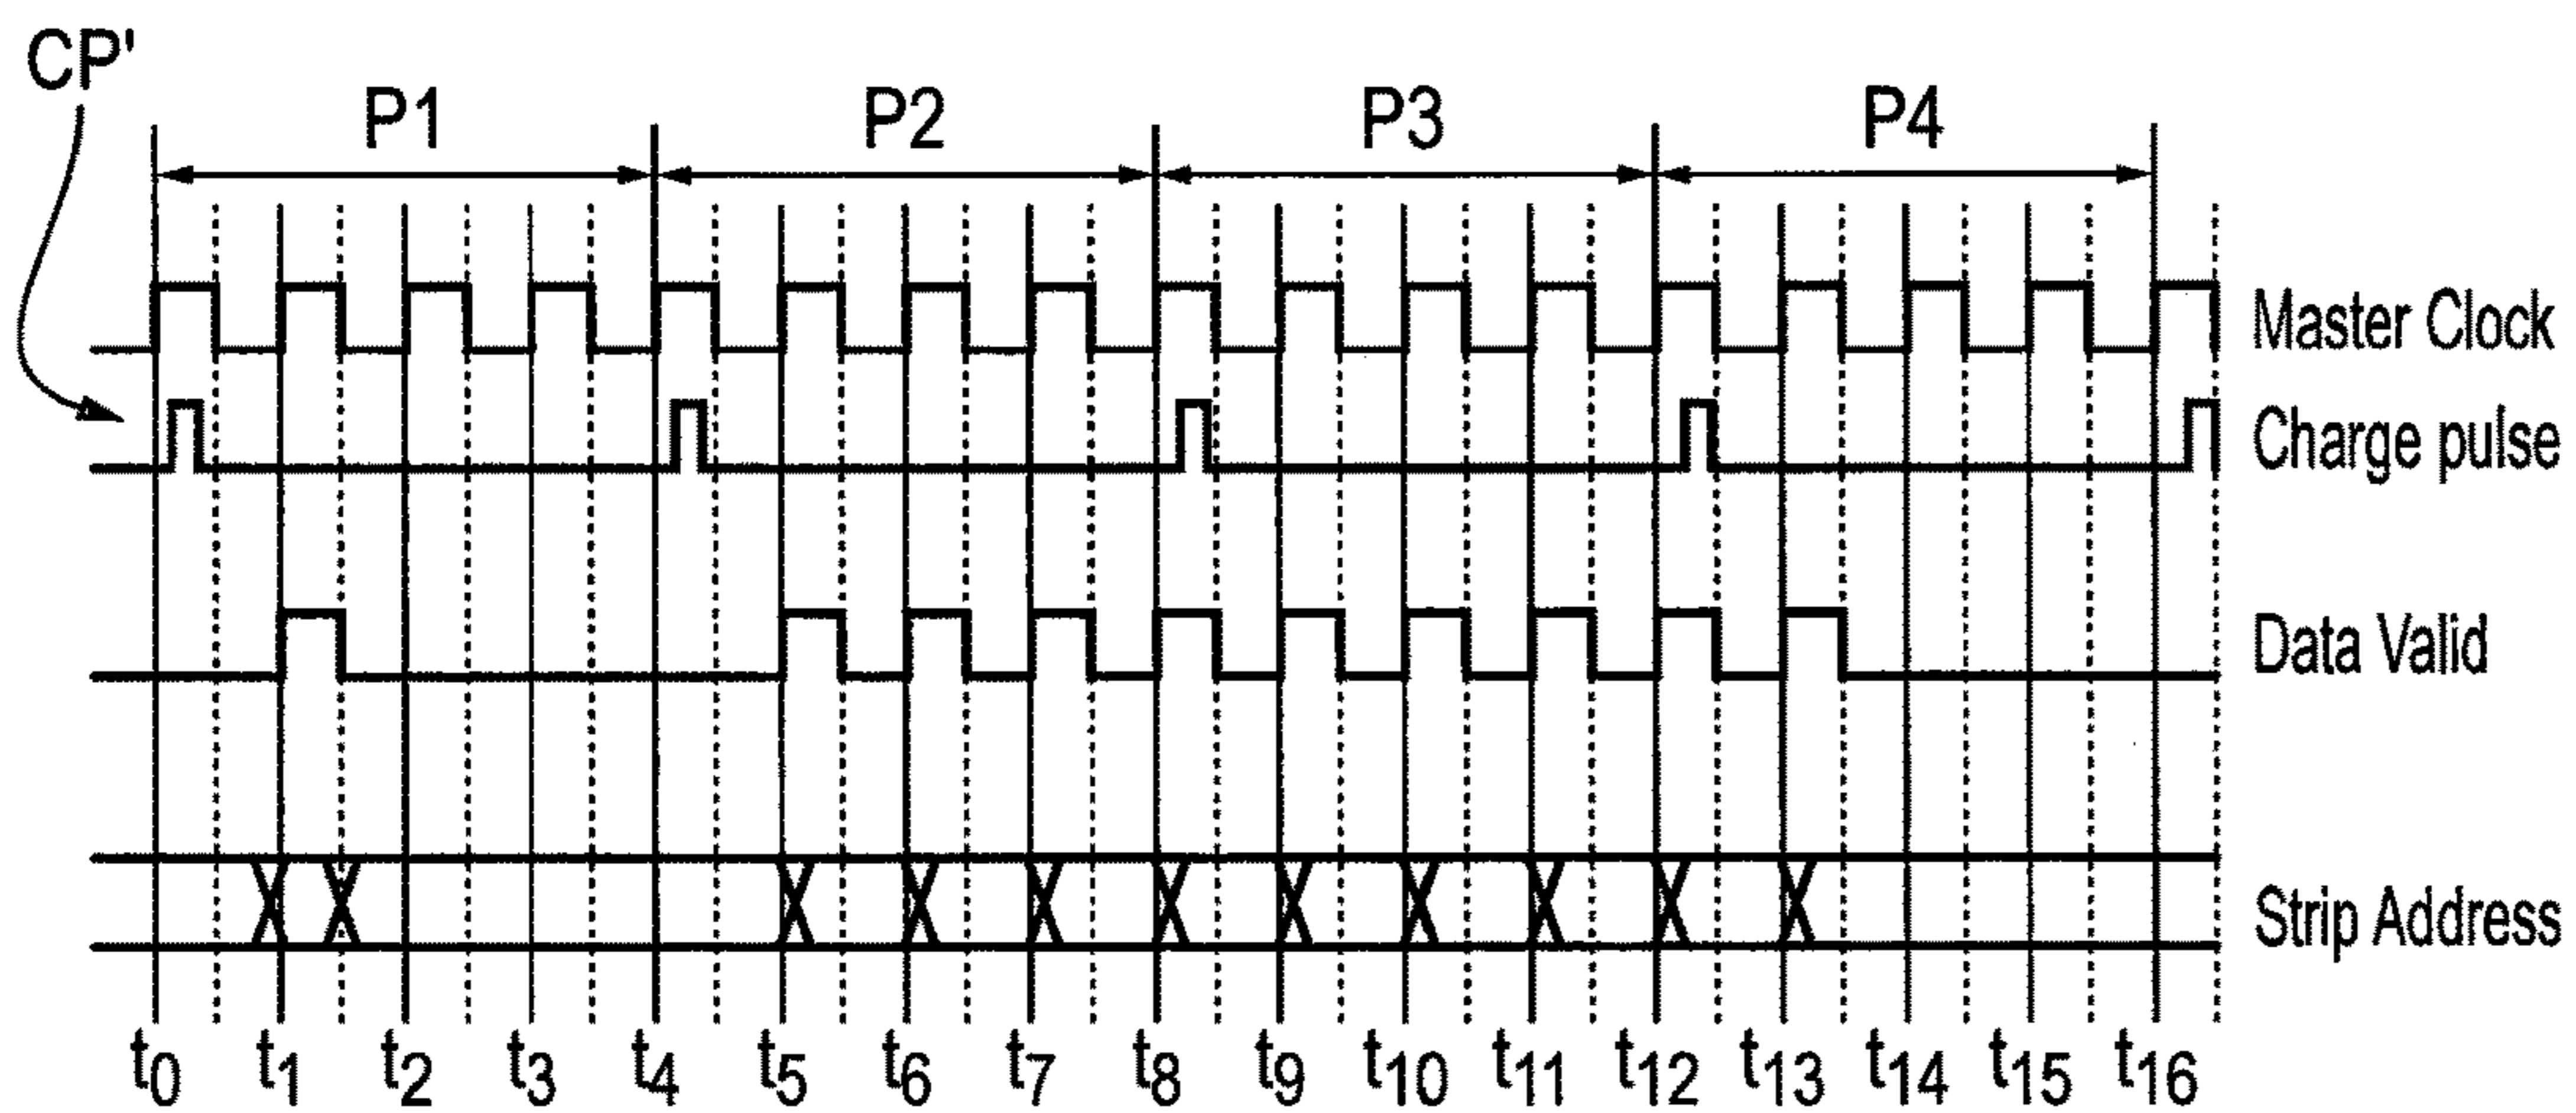 CP'
P1 P2 P3 P4
Master Clock
Charge pulse
Data Valid
Strip Address
t0 t1 t2 t3 t4 t5 t6 t7 t8 t9 t10 t11 t12 t13 t14 t15 t16